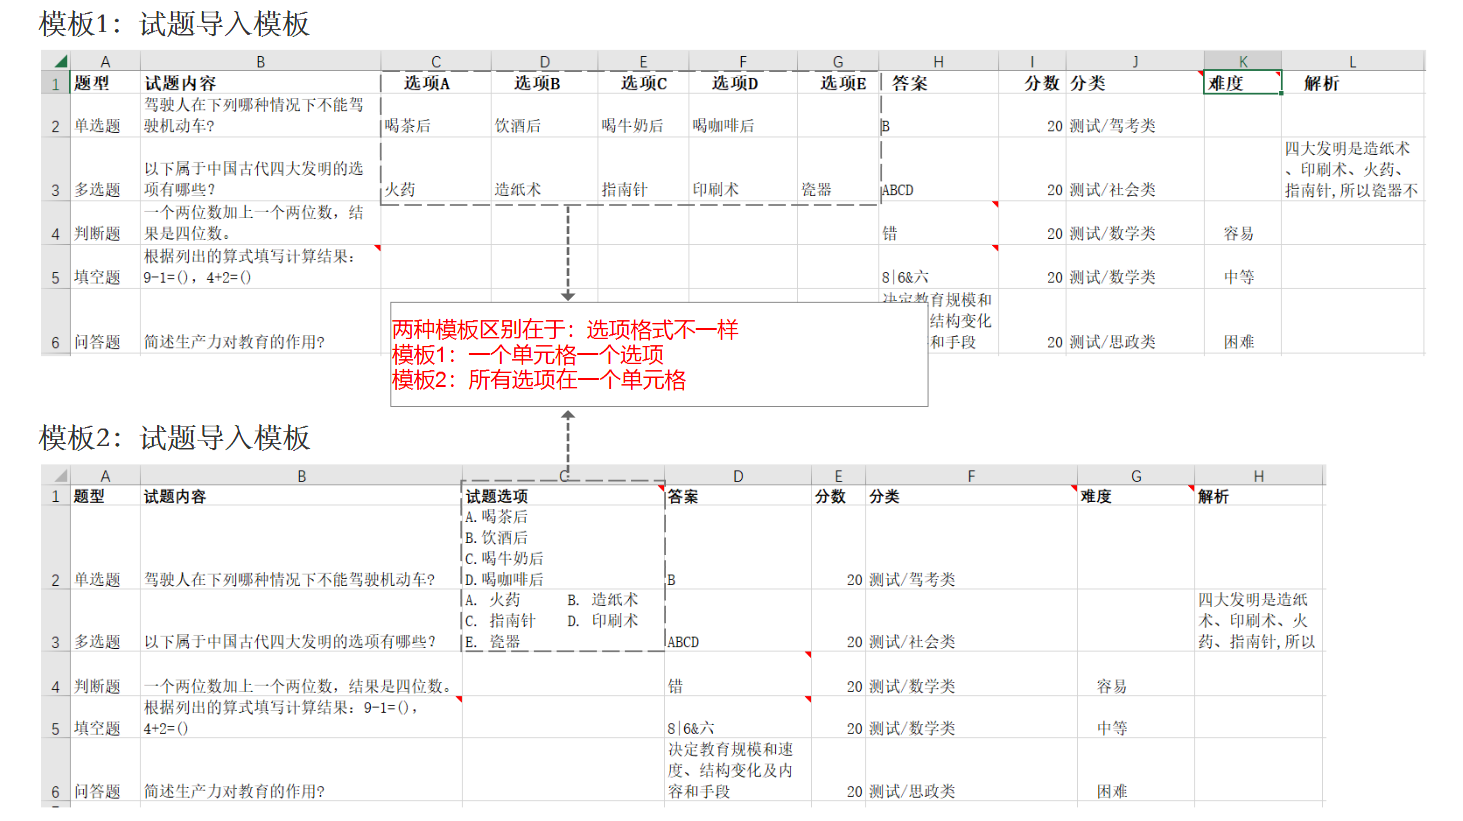 模板1：试题导入模板
A B C D E F G H I J K L
1 题型 试题内容 选项A 选项B 选项C 选项D 选项E 答案 分数 分类 难度 解析
驾驶人在下列哪种情况下不能驾
2 单选题 驶机动车? 喝茶后 饮酒后 喝牛奶后 喝咖啡后 B 20 测试/驾考类
四大发明是造纸术
以下属于中国古代四大发明的选 、印刷术、火药、
3 多选题 项有哪些? 火药 造纸术 指南针 印刷术 瓷器 ABCD 20 测试/社会类 指南针,所以瓷器不
一个两位数加上一个两位数，结
4 判断题 果是四位数。 错 20 测试/数学类 容易
根据列出的算式填写计算结果：
5 填空题 9-1=()，4+2=() 8|6&六 20 测试/数学类 中等
决定教育规模和
结构变化
6 问答题 简述生产力对教育的作用? 和手段 20 测试/思政类 困难
两种模板区别在于：选项格式不一样
模板1：一个单元格一个选项
模板2：所有选项在一个单元格
模板2：试题导入模板
A B C D E F G H
1 题型 试题内容 试题选项 答案 分数 分类 难度 解析
A.喝茶后
B.饮酒后
C.喝牛奶后
2 单选题 驾驶人在下列哪种情况下不能驾驶机动车? D.喝咖啡后 B 20 测试/驾考类
A. 火药 B. 造纸术 四大发明是造纸
C. 指南针 D. 印刷术 术、印刷术、火
3 多选题 以下属于中国古代四大发明的选项有哪些? E. 瓷器 ABCD 20 测试/社会类 药、指南针,所以
4 判断题 一个两位数加上一个两位数，结果是四位数。 错 20 测试/数学类 容易
根据列出的算式填写计算结果：9-1=()，
5 填空题 4+2=() 8|6&六 20 测试/数学类 中等
决定教育规模和速
度、结构变化及内
6 问答题 简述生产力对教育的作用? 容和手段 20 测试/思政类 困难